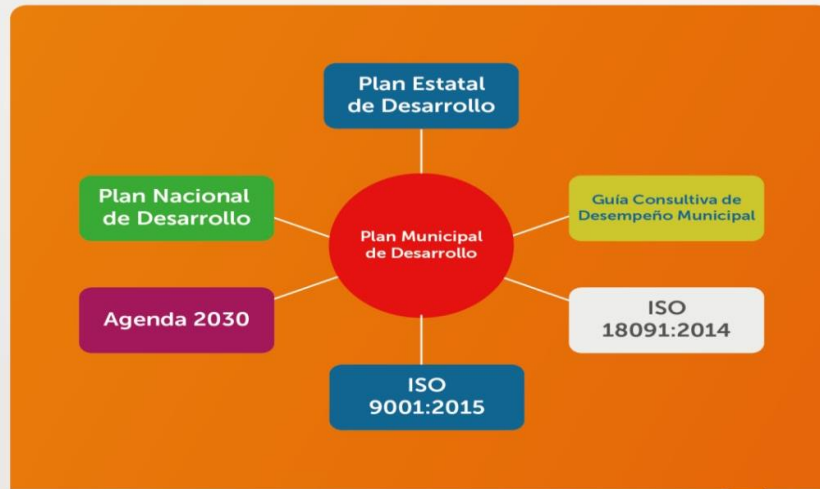 Plan Estatal
de Desarrollo
Plan Nacional
de Desarrollo
Guía Consultiva de
Desempeño Municipal
Plan Municipal
de Desarrollo
Agenda 2030
ISO
18091:2014
ISO
9001:2015